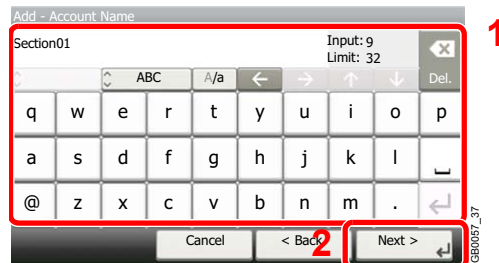 Add - Account Name
1
Section01
Input: 9
Limit: 32
ABC A/a ← → ↑ ↓ Del.
q w e r t y u i o p
a s d f g h j k l
@ z x c v b n m .
Cancel < Back 2 Next >
GB0057_37